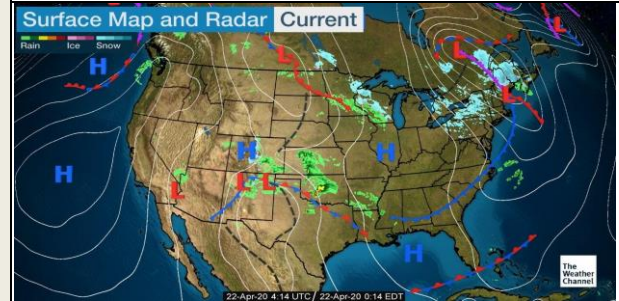 Surface Map and Radar Current
Rain Ice Snow
L
L
H
L
H
H
H
L
L
L
L
H
22-Apr-20 4:14 UTC / 22-Apr-20 0:14 EDT
The
Weather
Channel